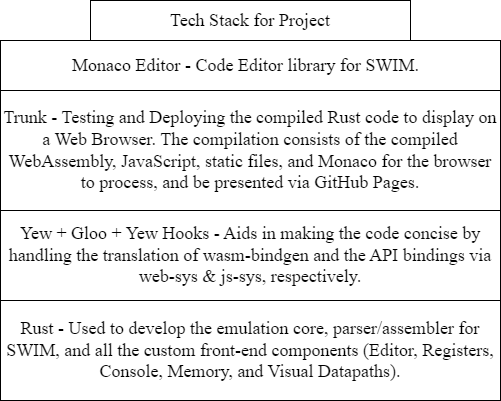 Tech Stack for Project
Monaco Editor - Code Editor library for SWIM.
Trunk - Testing and Deploying the compiled Rust code to display on
a Web Browser. The compilation consists of the compiled
WebAssembly, JavaScript, static files, and Monaco for the browser
to process, and be presented via GitHub Pages.
Yew + Gloo + Yew Hooks - Aids in making the code concise by
handling the translation of wasm-bindgen and the API bindings via
web-sys & js-sys, respectively.
Rust - Used to develop the emulation core, parser/assembler for
SWIM, and all the custom front-end components (Editor, Registers,
Console, Memory, and Visual Datapaths).